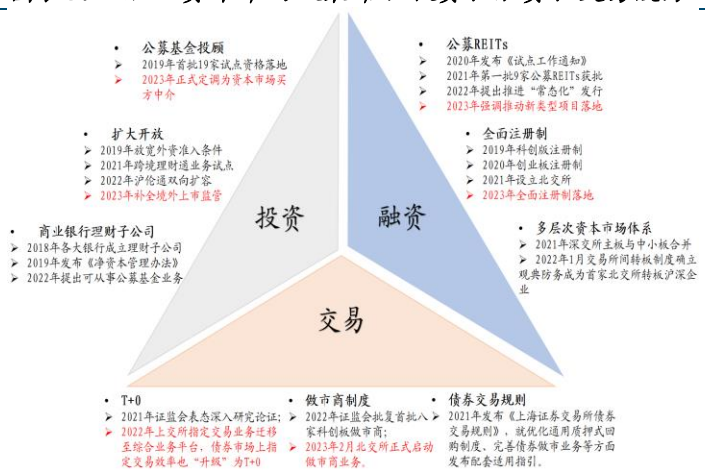 • 公募基金投顾
➢ 2019年首批19家试点资格落地
➢ 2023年正式定调为资本市场买
方中介
• 扩大开放
➢ 2019年放宽外资准入条件
➢ 2021年跨境理财通业务试点
➢ 2022年沪伦通双向扩容
➢ 2023年补全境外上市监管
• 商业银行理财子公司
➢ 2018年各大银行成立理财子公司
➢ 2019年发布《净资本管理办法》
➢ 2022年提出可从事公募基金业务
投资
融资
交易
• 公募REITs
➢ 2020年发布《试点工作通知》
➢ 2021年第一批9家公募REITs获批
➢ 2022年提出推进“常态化”发行
➢ 2023年强调推动新类型项目落地
• 全面注册制
➢ 2019年科创版注册制
➢ 2020年创业板注册制
➢ 2021年设立北交所
➢ 2023年全面注册制落地
• 多层次资本市场体系
➢ 2021年深交所主板与中小板合并
➢ 2022年1月交易所间转板制度确立
观典防务成为首家北交所转板沪深企
业
• T+0
➢ 2021年证监会表态深入研究论证;
➢ 2022年上交所指定交易业务迁移
至综合业务平台，债券市场上指
定交易效率也“升级”为T+0
• 做市商制度
➢ 2022年证监会批复首批八
家科创板做市商;
➢ 2023年2月北交所正式启动
做市商业务。
• 债券交易规则
➢ 2021年发布《上海证券交易所债券
交易规则》，就优化通用质押式回
购制度、完善债券做市业务等方面
发布配套适用指引。